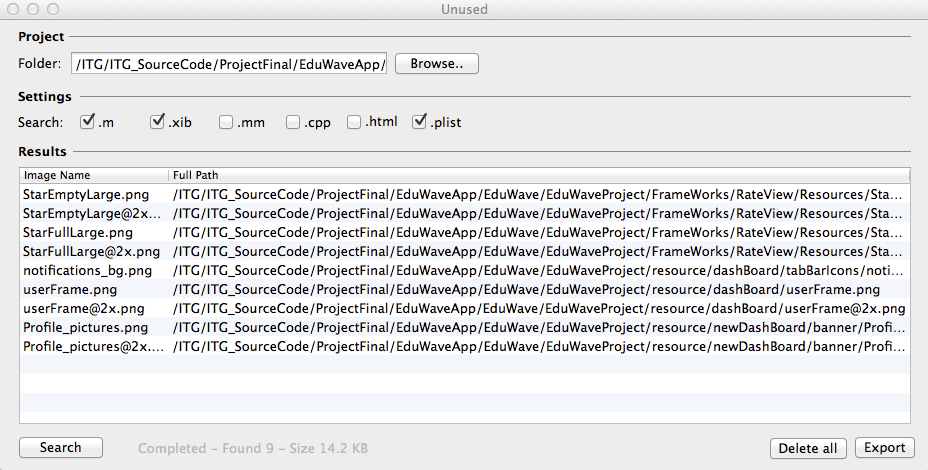 Unused
Project
Folder: /ITG/ITG_SourceCode/ProjectFinal/EduWaveApp/ Browse..
Settings
Search: .m .xib .mm .cpp .html .plist
Results
Image Name Full Path
StarEmptyLarge.png /ITG/ITG_SourceCode/ProjectFinal/EduWaveApp/EduWave/EduWaveProject/FrameWorks/RateView/Resources/Sta...
StarEmptyLarge@2x... /ITG/ITG_SourceCode/ProjectFinal/EduWaveApp/EduWave/EduWaveProject/FrameWorks/RateView/Resources/Sta...
StarFullLarge.png /ITG/ITG_SourceCode/ProjectFinal/EduWaveApp/EduWave/EduWaveProject/FrameWorks/RateView/Resources/Sta...
StarFullLarge@2x.png /ITG/ITG_SourceCode/ProjectFinal/EduWaveApp/EduWave/EduWaveProject/FrameWorks/RateView/Resources/Sta...
notifications_bg.png /ITG/ITG_SourceCode/ProjectFinal/EduWaveApp/EduWave/EduWaveProject/resource/dashBoard/tabBarIcons/noti...
userFrame.png /ITG/ITG_SourceCode/ProjectFinal/EduWaveApp/EduWave/EduWaveProject/resource/dashBoard/userFrame.png
userFrame@2x.png /ITG/ITG_SourceCode/ProjectFinal/EduWaveApp/EduWave/EduWaveProject/resource/dashBoard/userFrame@2x.png
Profile_pictures.png /ITG/ITG_SourceCode/ProjectFinal/EduWaveApp/EduWave/EduWaveProject/resource/newDashBoard/banner/Profi...
Profile_pictures@2x.... /ITG/ITG_SourceCode/ProjectFinal/EduWaveApp/EduWave/EduWaveProject/resource/newDashBoard/banner/Profi...
Search Completed - Found 9 - Size 14.2 KB Delete all Export